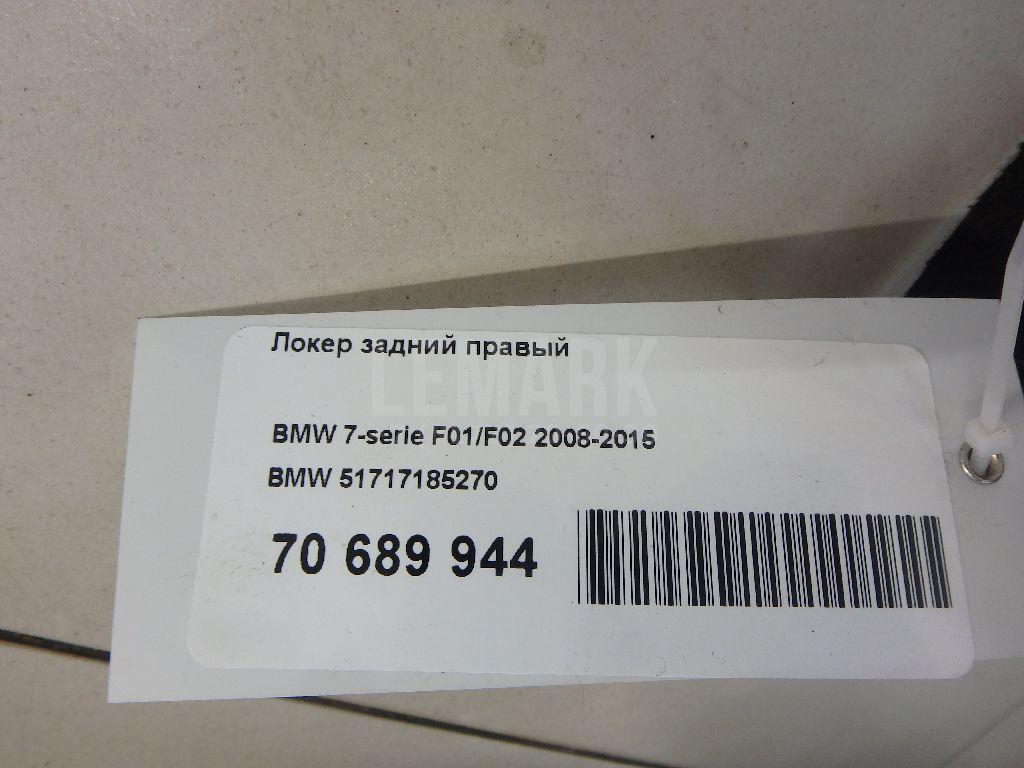 Локер задний правый
LEMARK
BMW 7-serie F01/F02 2008-2015
BMW 51717185270
70 689 944